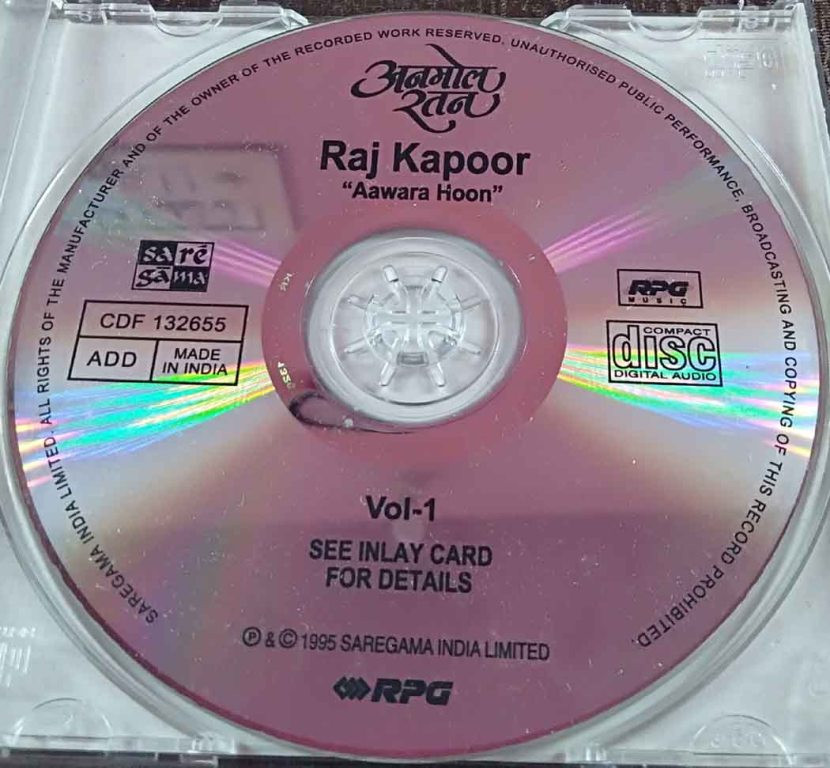 SAREGAMA INDIA LIMITED. ALL RIGHTS OF THE MANUFACTURER AND OF THE OWNER OF THE RECORDED WORK RESERVED. UNAUTHORISED PUBLIC PERFORMANCE, BROADCASTING AND COPYING OF THIS RECORD PROHIBITED.
अनमोल
रतन
Raj Kapoor
“Aawara Hoon”
sa rē
gā ma
CDF 132655
ADD
MADE
IN INDIA
RPG
MUSIC
COMPACT
disc
DIGITAL AUDIO
Vol-1
SEE INLAY CARD
FOR DETAILS
Ⓟ & © 1995 SAREGAMA INDIA LIMITED
RPG